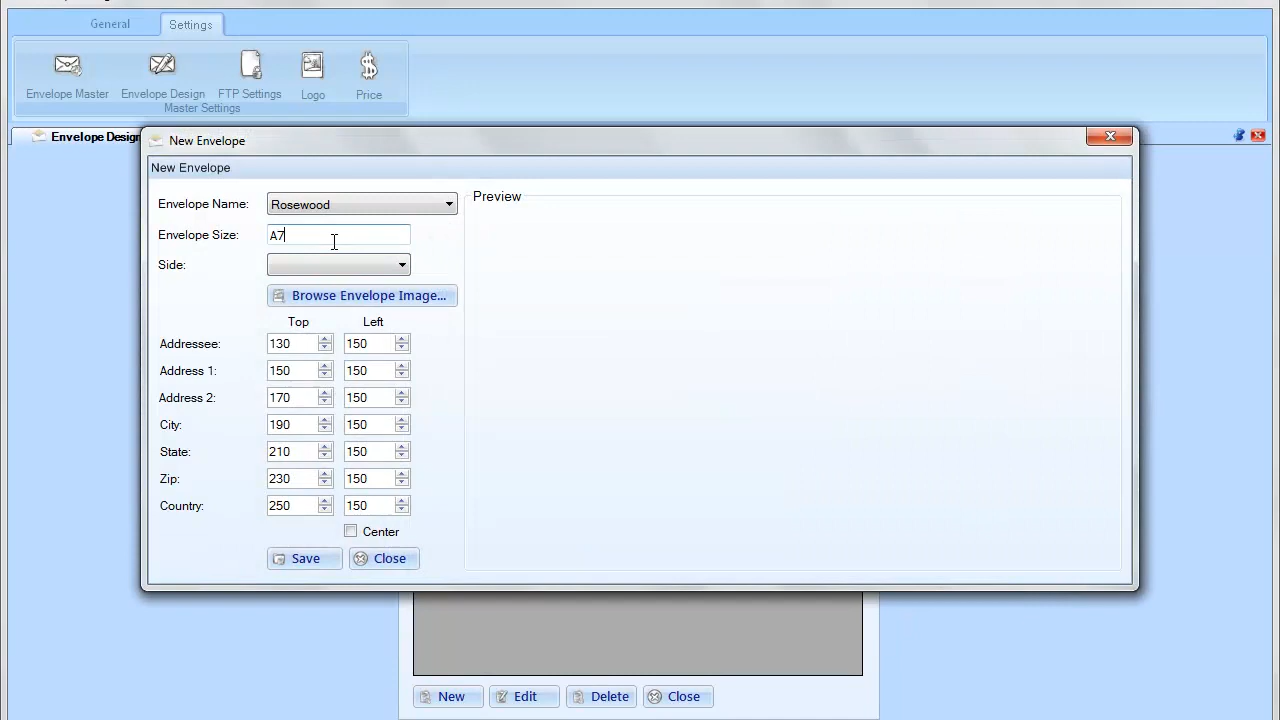 General Settings
Envelope Master Envelope Design FTP Settings Logo Price
Master Settings
Envelope Design
New Envelope
New Envelope
Envelope Name: Rosewood
Preview
Envelope Size: A7
Side:
Browse Envelope Image...
Top Left
Addressee: 130 150
Address 1: 150 150
Address 2: 170 150
City: 190 150
State: 210 150
Zip: 230 150
Country: 250 150
Center
Save Close
New Edit Delete Close